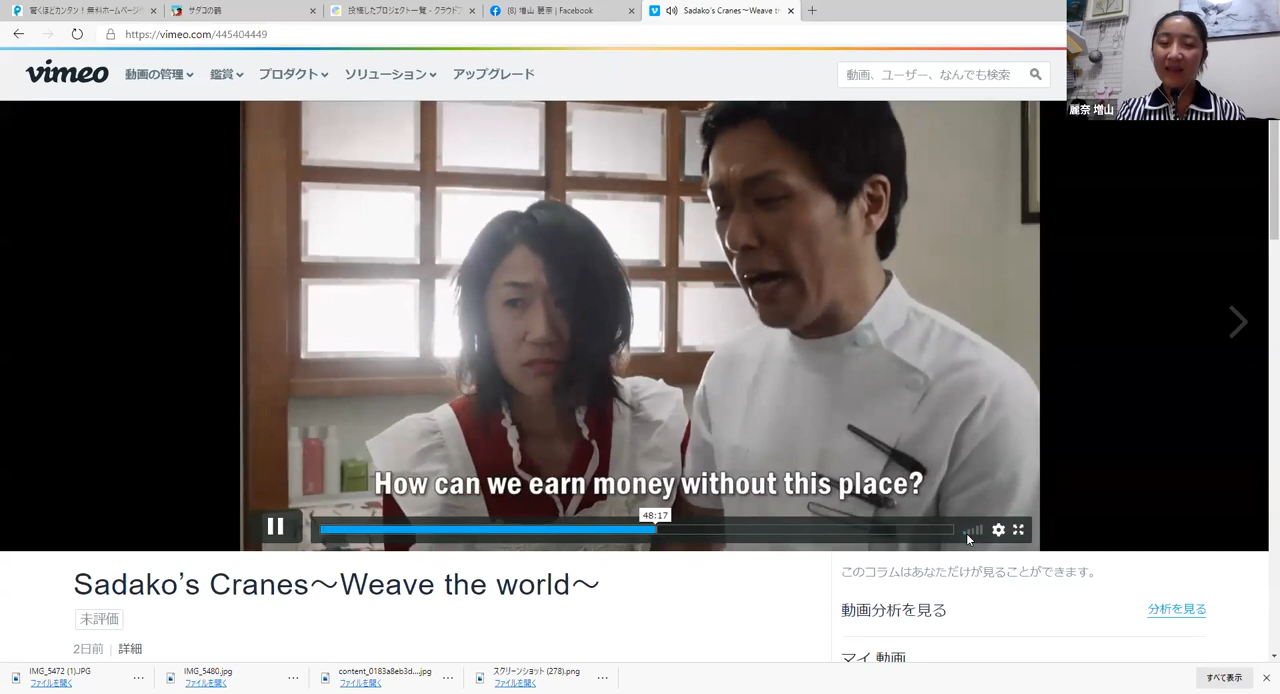 驚くほどカンタン！無料ホームページ
サダコの鶴
投稿したプロジェクト一覧 - クラウド
(8) 増山 麗奈 | Facebook
Sadako's Cranes～Weave th
https://vimeo.com/445404449
vimeo
動画の管理
鑑賞
プロダクト
ソリューション
アップグレード
動画、ユーザー、なんでも検索
麗奈 増山
How can we earn money without this place?
48:17
Sadako’s Cranes～Weave the world～
未評価
2日前 | 詳細
このコラムはあなただけが見ることができます。
動画分析を見る
分析を見る
マイ 動画
IMG_5472 (1).JPG
ファイルを開く
IMG_5480.jpg
ファイルを開く
content_0183a8eb3d....jpg
ファイルを開く
スクリーンショット (278).png
ファイルを開く
すべて表示